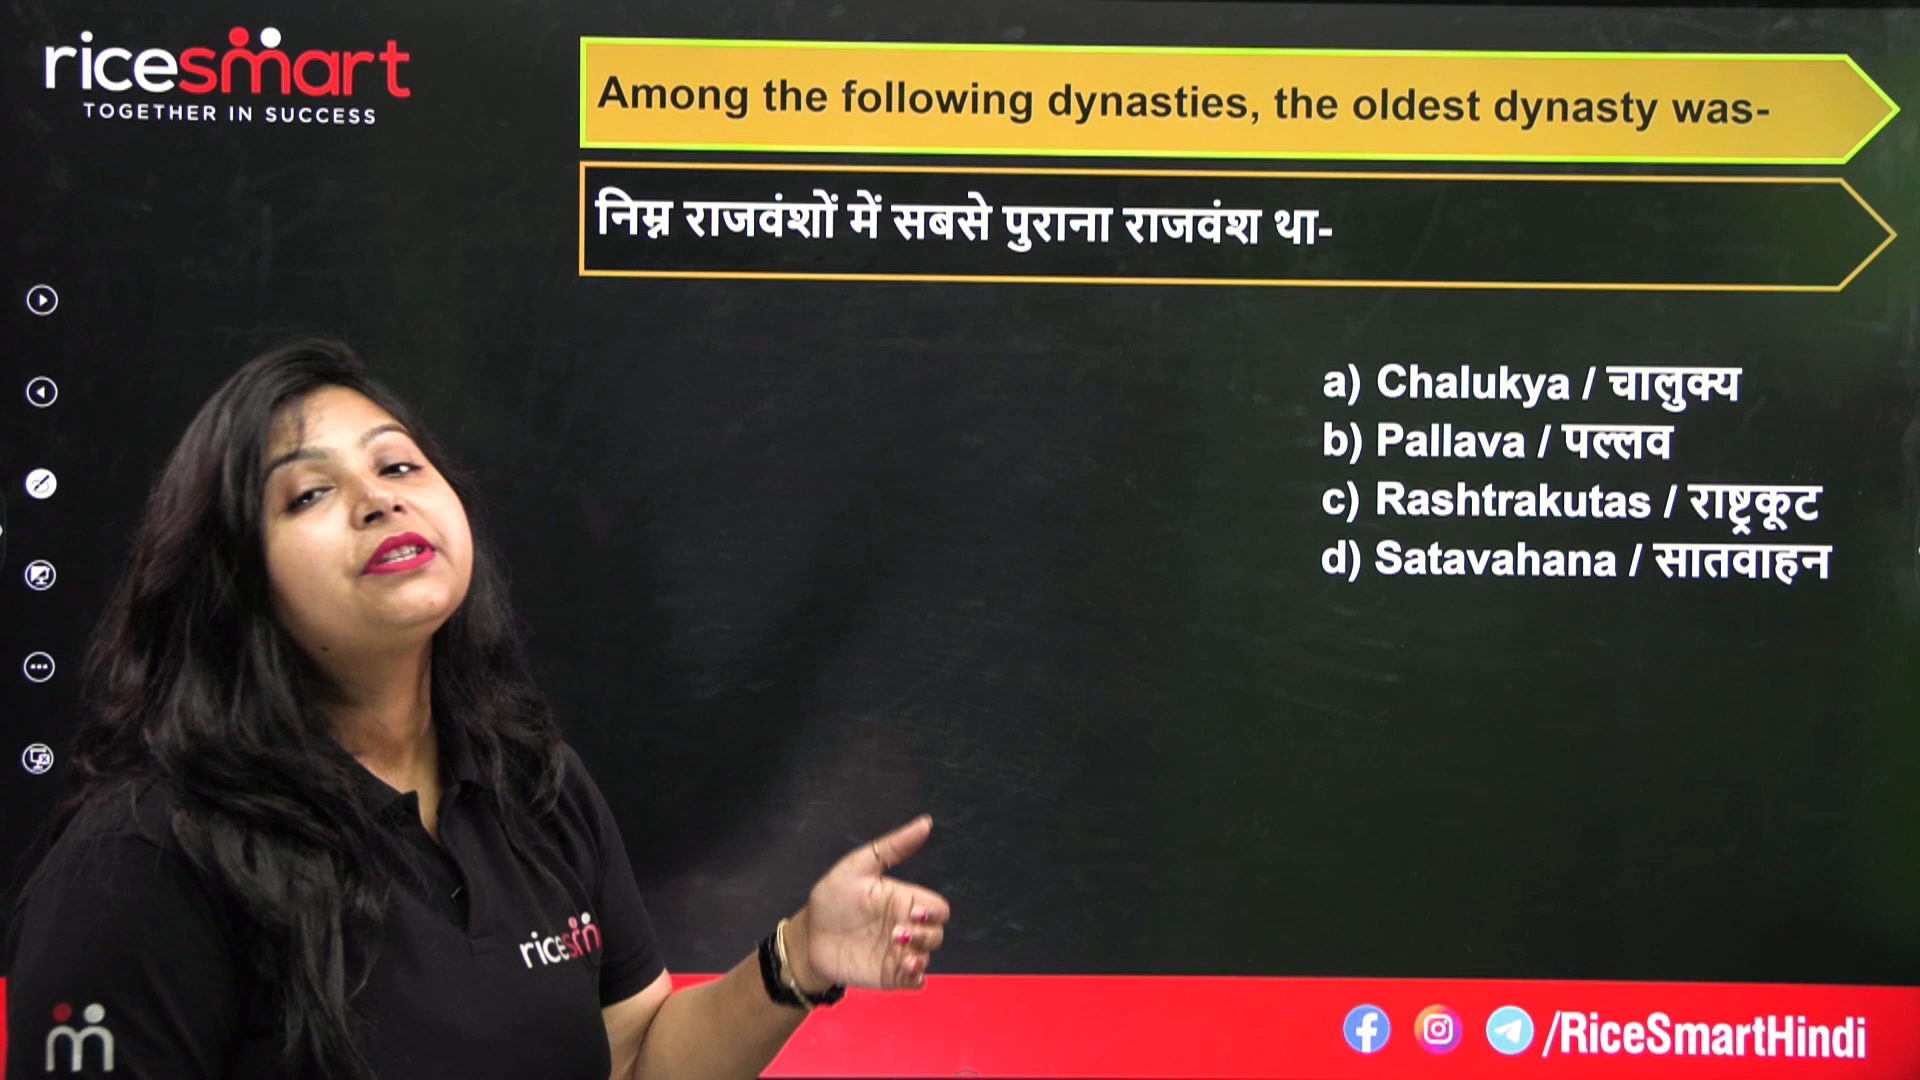 ricesmart
TOGETHER IN SUCCESS
Among the following dynasties, the oldest dynasty was-
निम्न राजवंशों में सबसे पुराना राजवंश था-
a) Chalukya / चालुक्य
b) Pallava / पल्लव
c) Rashtrakutas / राष्ट्रकूट
d) Satavahana / सातवाहन
ricesm
/RiceSmartHindi